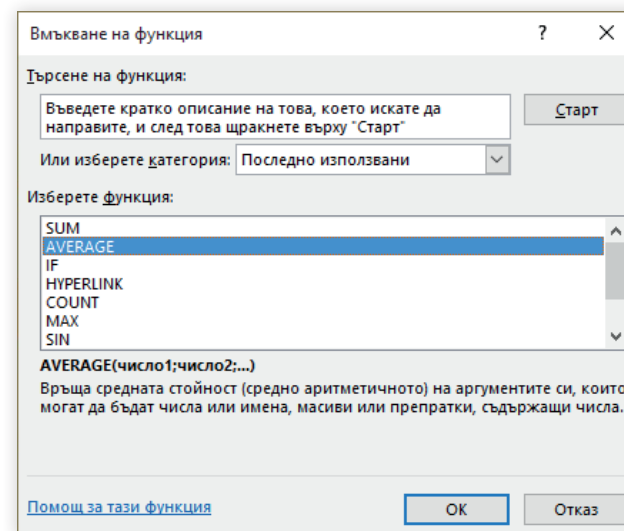 Вмъкване на функция ? ×
Търсене на функция:
Въведете кратко описание на това, което искате да
направите, и след това щракнете върху "Старт"
Старт
Или изберете категория: Последно използвани
Изберете функция:
SUM
AVERAGE
IF
HYPERLINK
COUNT
MAX
SIN
AVERAGE(число1;число2;...)
Връща средната стойност (средно аритметичното) на аргументите си, които
могат да бъдат числа или имена, масиви или препратки, съдържащи числа.
Помощ за тази функция
OK
Отказ